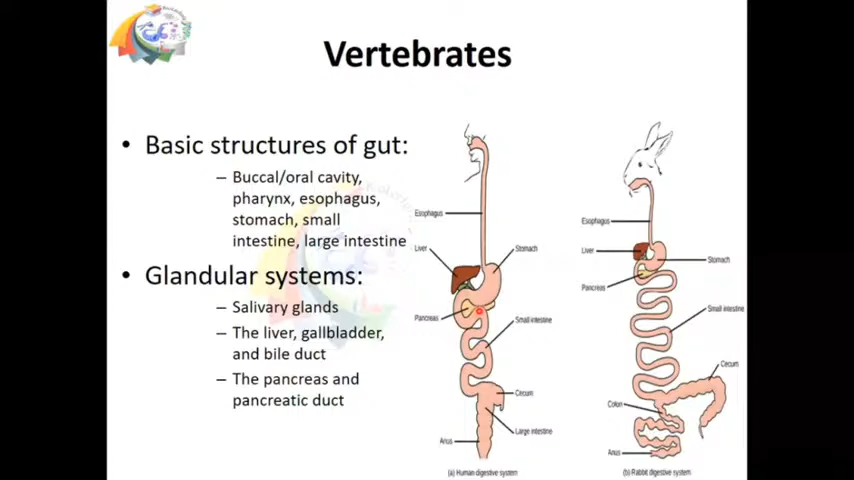 Vertebrates
• Basic structures of gut:
– Buccal/oral cavity,
pharynx, esophagus,
stomach, small
intestine, large intestine
• Glandular systems:
– Salivary glands
– The liver, gallbladder,
and bile duct
– The pancreas and
pancreatic duct
Esophagus
Liver
Stomach
Pancreas
Small intestine
Cecum
Large intestine
Anus
(a) Human digestive system
Esophagus
Liver
Stomach
Pancreas
Small intestine
Cecum
Colon
Anus
(b) Rabbit digestive system